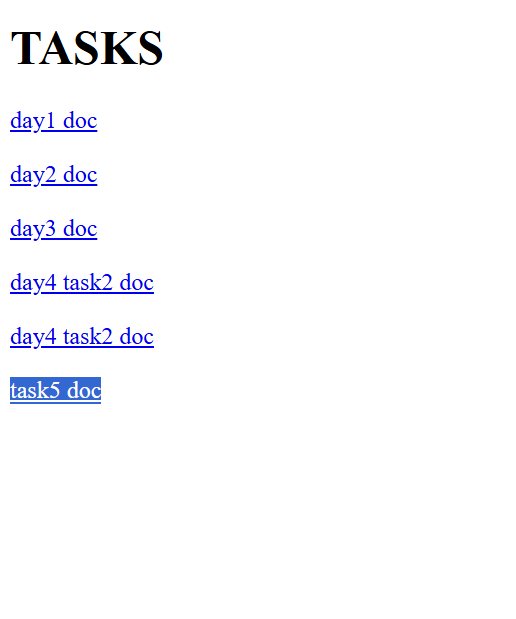 TASKS
day1 doc
day2 doc
day3 doc
day4 task2 doc
day4 task2 doc
task5 doc